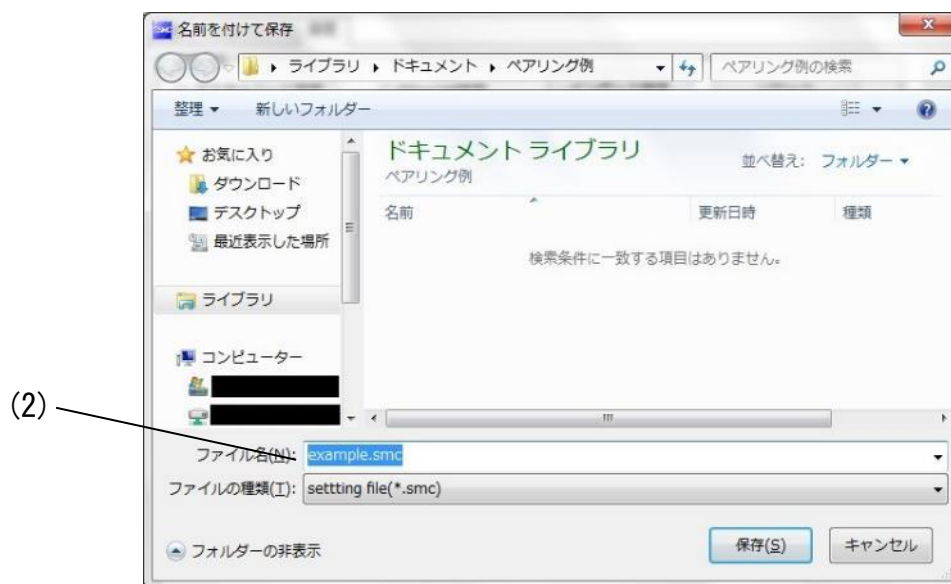 名前を付けて保存
ライブラリ ▸ ドキュメント ▸ ペアリング例
ペアリング例の検索
整理 ▼ 新しいフォルダー
お気に入り
ダウンロード
デスクトップ
最近表示した場所
ライブラリ
コンピューター
ドキュメント ライブラリ
ペアリング例
並べ替え: フォルダー ▼
名前 更新日時 種類
検索条件に一致する項目はありません。
(2)
ファイル名(N): example.smc
ファイルの種類(T): settting file(*.smc)
フォルダーの非表示
保存(S) キャンセル